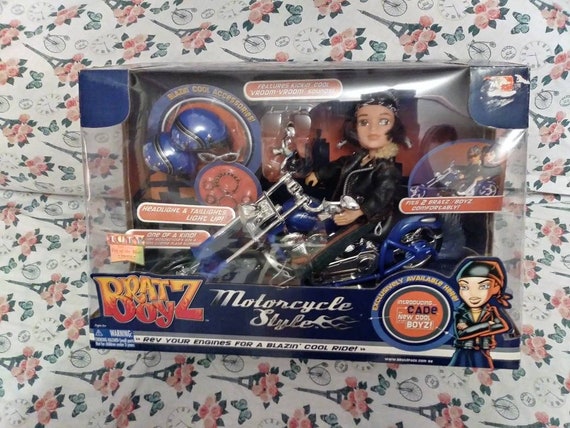 FEATURES KICK'N' COOL
VROOM VROOM SOUNDS!
BLAZIN' COOL ACCESSORIES!
HEADLIGHT & TAILLIGHTS
LIGHT UP!
ONE OF A KIND!
FITS 2 BRATZ /BOYZ
COMFORTABLY!
BRATZ
BOYZ
Motorcycle
Style
EXCLUSIVELY AVAILABLE HERE!
INTRODUCING
CADE
NEW COOL
BOYZ!
WARNING:
REV YOUR ENGINES FOR A BLAZIN' COOL RIDE!